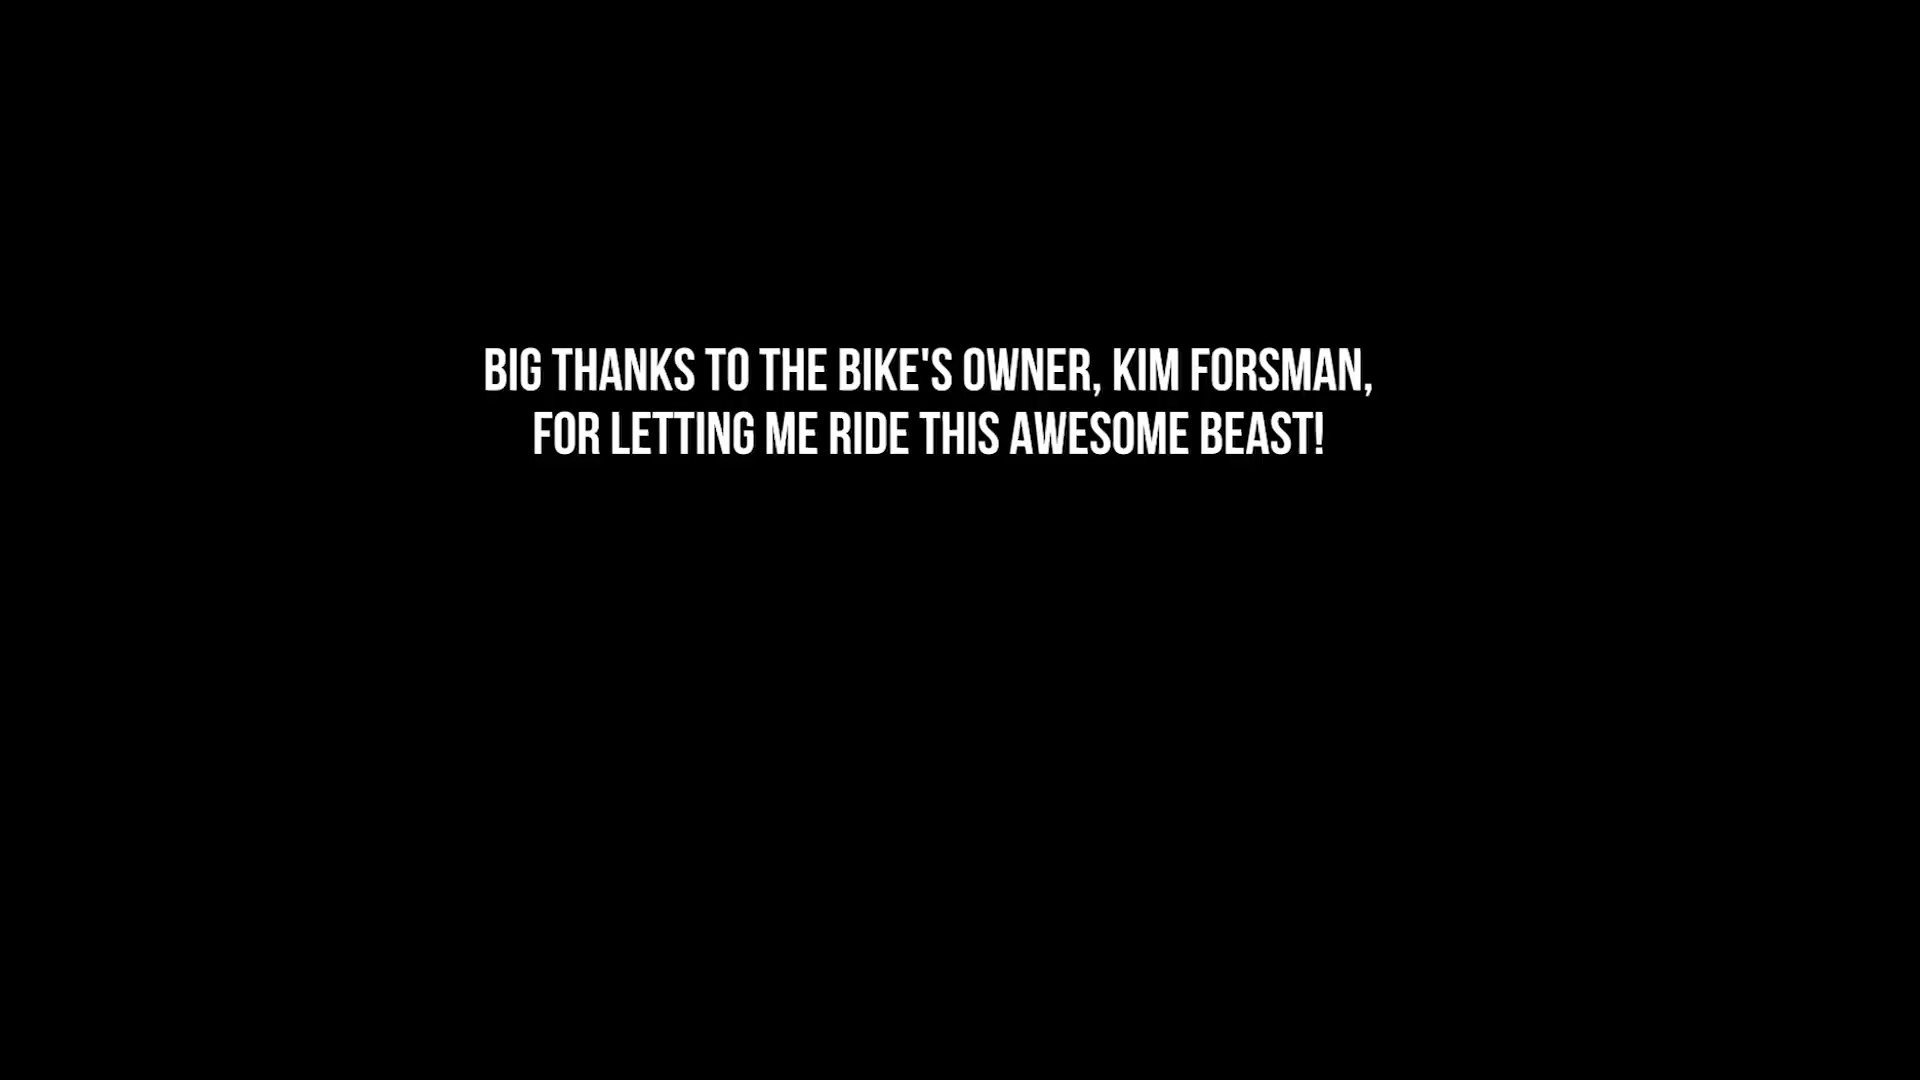 BIG THANKS TO THE BIKE'S OWNER, KIM FORSMAN,
FOR LETTING ME RIDE THIS AWESOME BEAST!